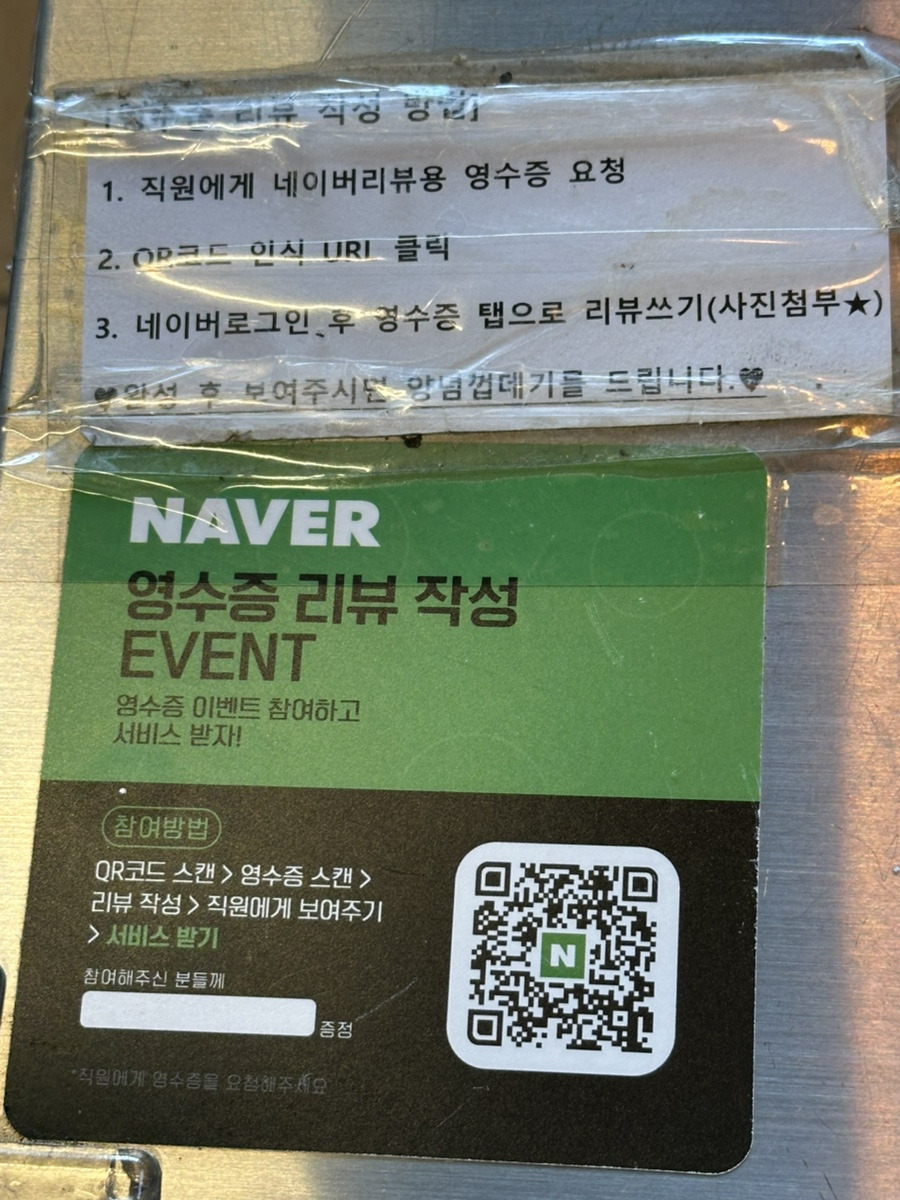 [영수증 리뷰 작성 방법]
1. 직원에게 네이버리뷰용 영수증 요청
2. QR코드 인식 URL 클릭
3. 네이버로그인 후 영수증 탭으로 리뷰쓰기(사진첨부★)
♥완성 후 보여주시면 양념껍데기를 드립니다.♥
NAVER
영수증 리뷰 작성
EVENT
영수증 이벤트 참여하고
서비스 받자!
참여방법
QR코드 스캔 > 영수증 스캔 >
리뷰 작성 > 직원에게 보여주기
> 서비스 받기
참여해주신 분들께
증정
N
*직원에게 영수증을 요청해주세요